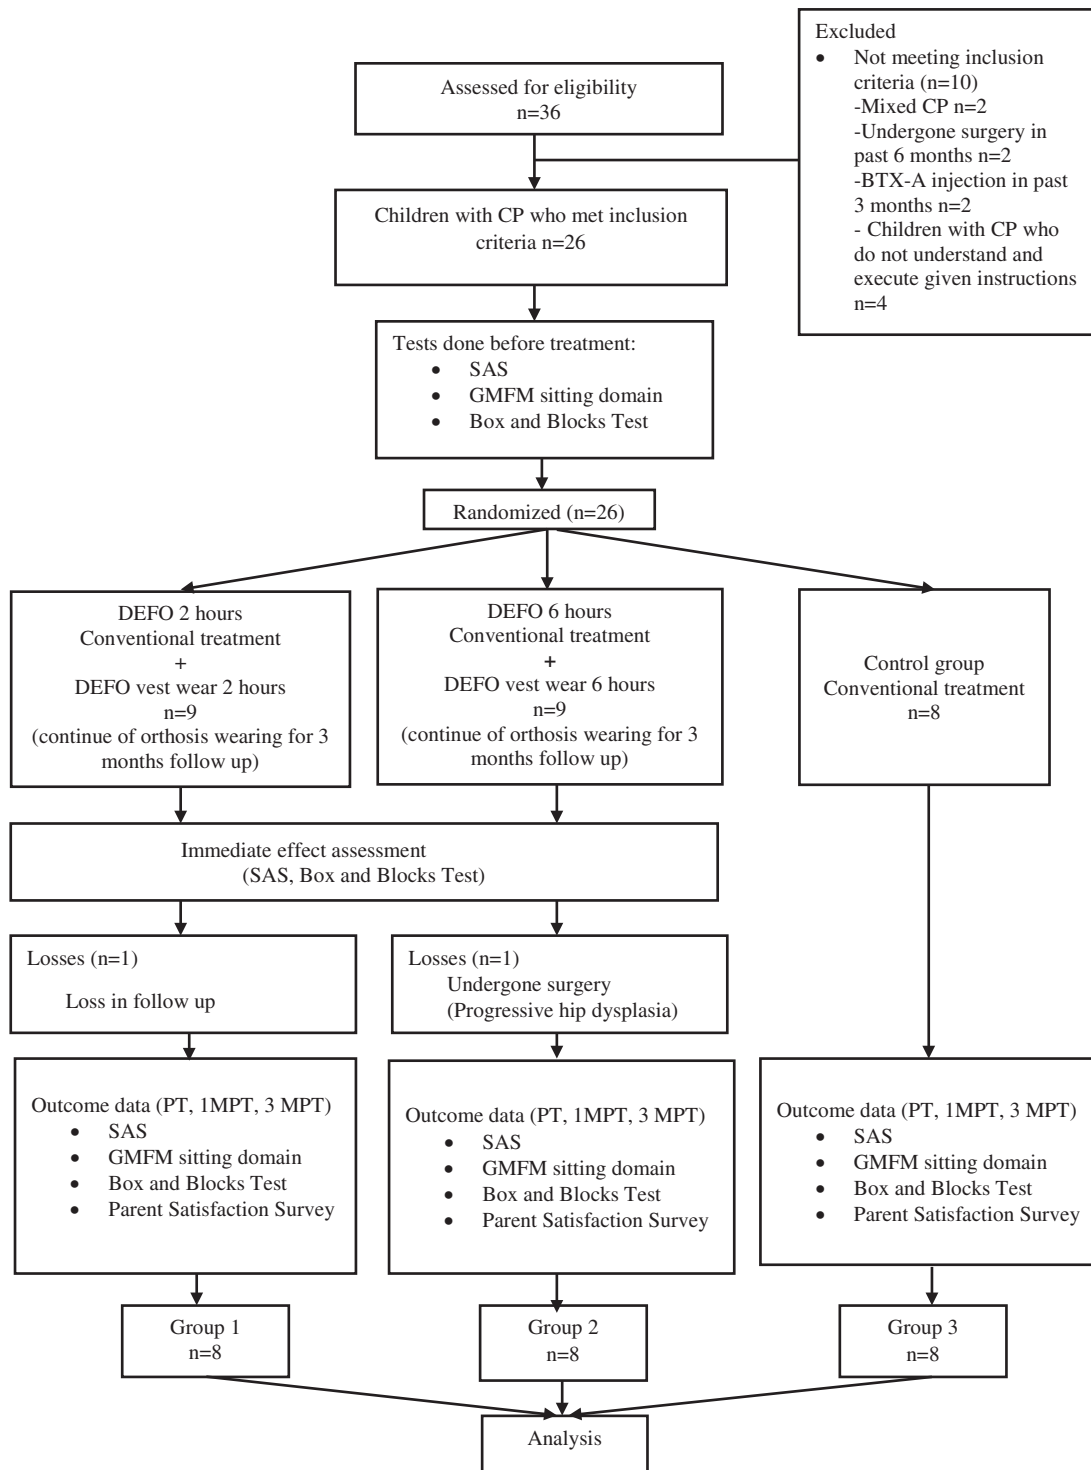 Assessed for eligibility
n=36
Excluded
• Not meeting inclusion
criteria (n=10)
-Mixed CP n=2
-Undergone surgery in
past 6 months n=2
-BTX-A injection in past
3 months n=2
- Children with CP who
do not understand and
execute given instructions
n=4
Children with CP who met inclusion
criteria n=26
Tests done before treatment:
• SAS
• GMFM sitting domain
• Box and Blocks Test
Randomized (n=26)
DEFO 2 hours
Conventional treatment
+
DEFO vest wear 2 hours
n=9
(continue of orthosis wearing for 3
months follow up)
DEFO 6 hours
Conventional treatment
+
DEFO vest wear 6 hours
n=9
(continue of orthosis wearing for 3
months follow up)
Control group
Conventional treatment
n=8
Immediate effect assessment
(SAS, Box and Blocks Test)
Losses (n=1)
Loss in follow up
Losses (n=1)
Undergone surgery
(Progressive hip dysplasia)
Outcome data (PT, 1MPT, 3 MPT)
• SAS
• GMFM sitting domain
• Box and Blocks Test
• Parent Satisfaction Survey
Outcome data (PT, 1MPT, 3 MPT)
• SAS
• GMFM sitting domain
• Box and Blocks Test
• Parent Satisfaction Survey
Outcome data (PT, 1MPT, 3 MPT)
• SAS
• GMFM sitting domain
• Box and Blocks Test
• Parent Satisfaction Survey
Group 1
n=8
Group 2
n=8
Group 3
n=8
Analysis